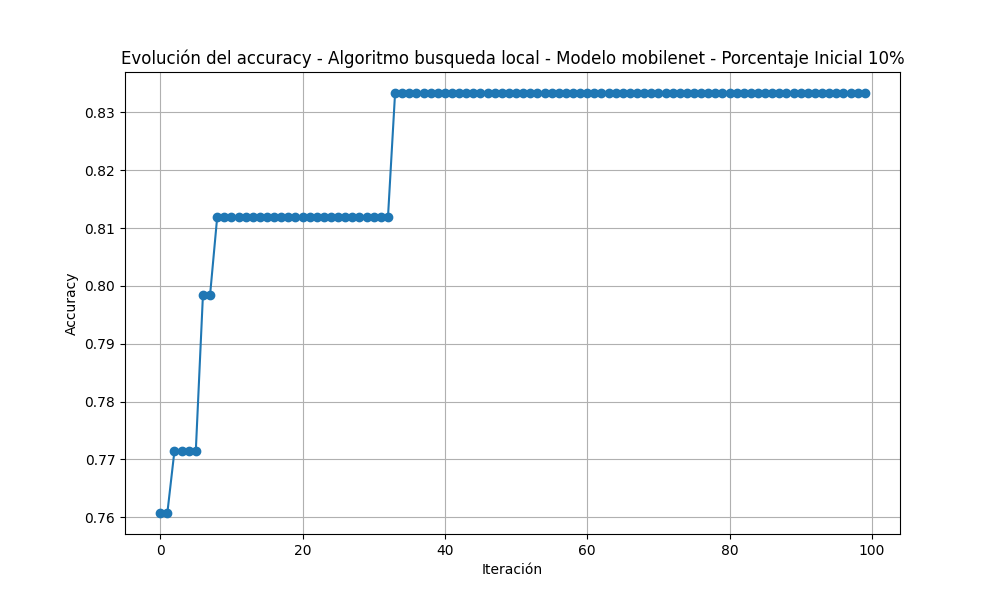 Evolución del accuracy - Algoritmo busqueda local - Modelo mobilenet - Porcentaje Inicial 10%
0.83
0.82
0.81
0.80
0.79
0.78
0.77
0.76
Accuracy
0 20 40 60 80 100
Iteración